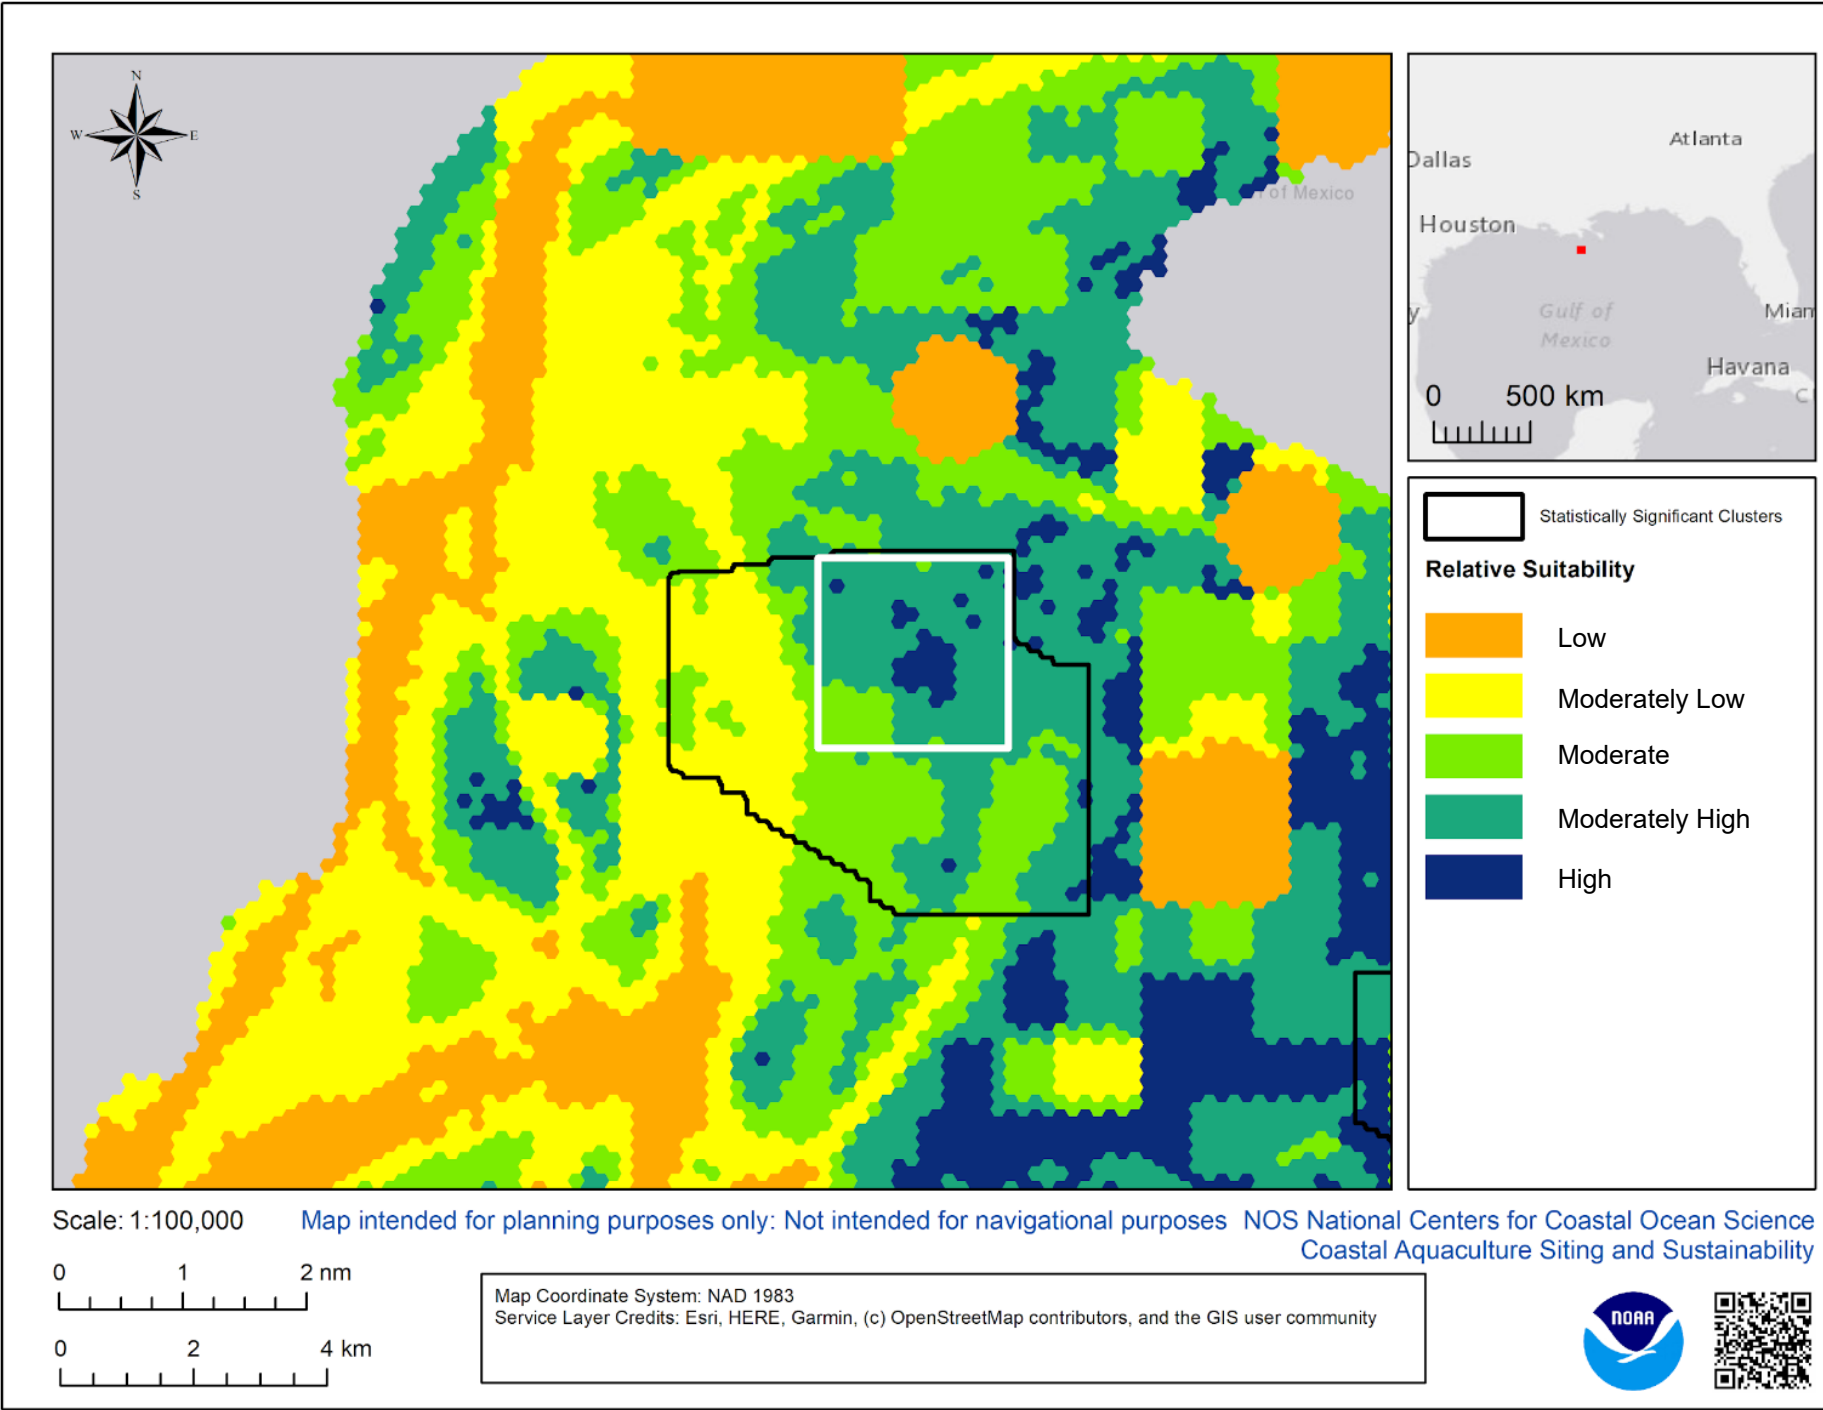 N
W
E
S
of Mexico
Atlanta
Dallas
Houston
Gulf of
Mexico
Miam
Havana
0 500 km
Statistically Significant Clusters
Relative Suitability
Low
Moderately Low
Moderate
Moderately High
High
Scale: 1:100,000
Map intended for planning purposes only: Not intended for navigational purposes
NOS National Centers for Coastal Ocean Science
Coastal Aquaculture Siting and Sustainability
0 1 2 nm
0 2 4 km
Map Coordinate System: NAD 1983
Service Layer Credits: Esri, HERE, Garmin, (c) OpenStreetMap contributors, and the GIS user community
NOAA